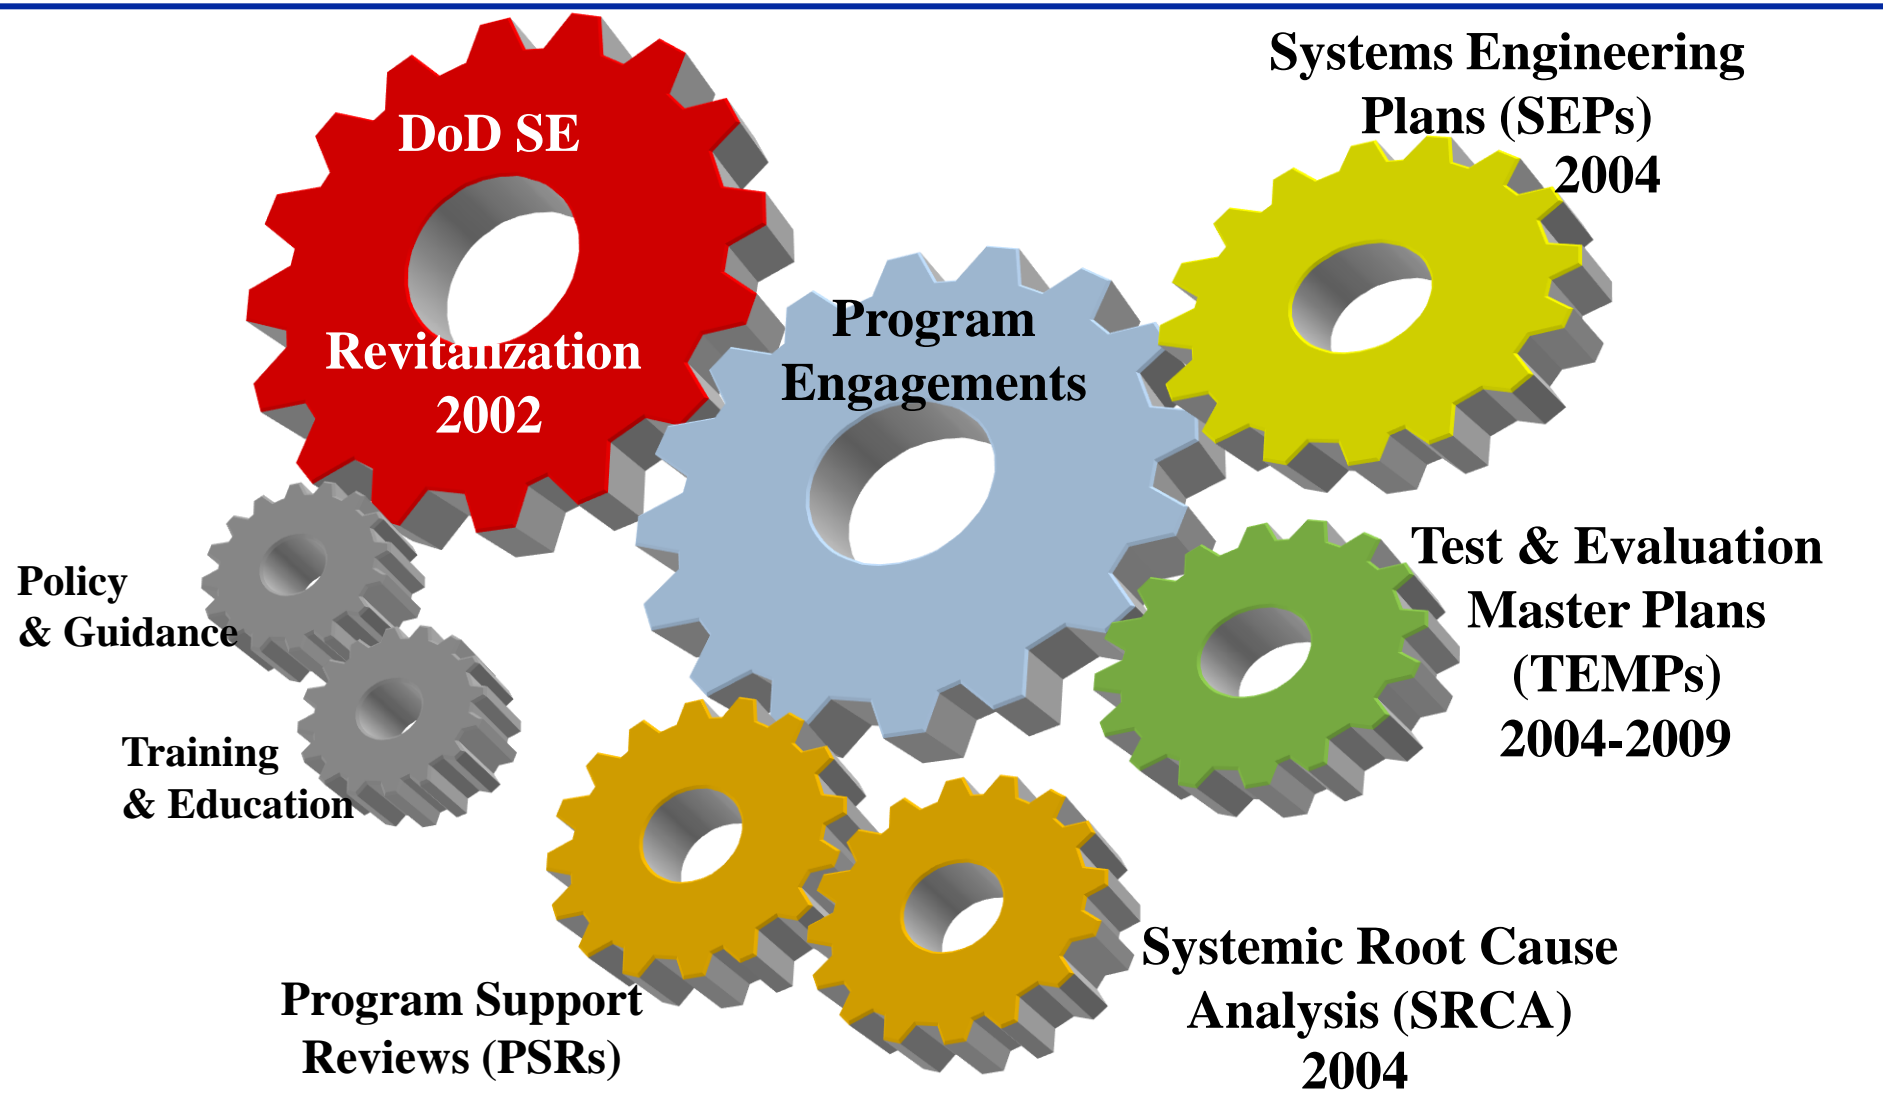 DoD SE
Revitalization
2002
Program
Engagements
Systems Engineering
Plans (SEPs)
2004
Test & Evaluation
Master Plans
(TEMPs)
2004-2009
Policy
& Guidance
Training
& Education
Program Support
Reviews (PSRs)
Systemic Root Cause
Analysis (SRCA)
2004